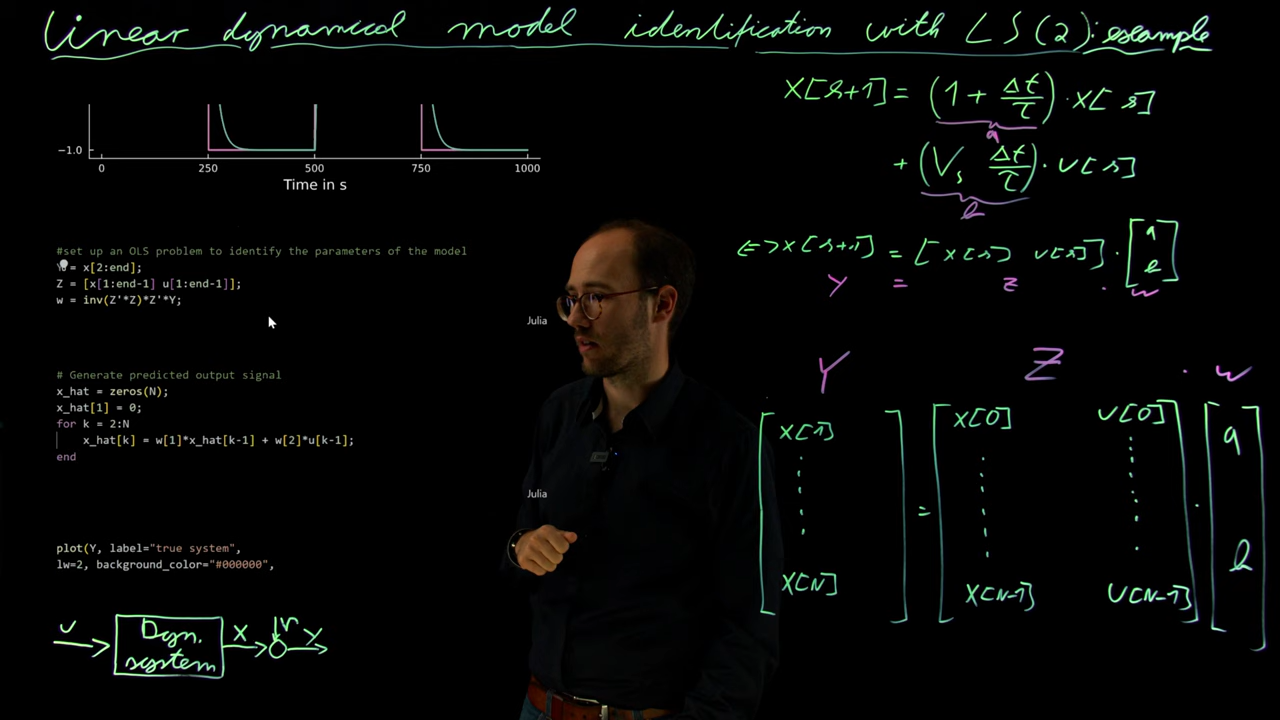 linear dynamical model identification with LS(2): example
−1.0
0 250 500 750 1000
Time in s
#set up an OLS problem to identify the parameters of the model
Y = x[2:end];
Z = [x[1:end-1] u[1:end-1]];
w = inv(Z'*Z)*Z'*Y;
Julia
# Generate predicted output signal
x_hat = zeros(N);
x_hat[1] = 0;
for k = 2:N
x_hat[k] = w[1]*x_hat[k-1] + w[2]*u[k-1];
end
Julia
plot(Y, label="true system",
lw=2, background_color="#000000",
U Dyn. system X r Y
X[s+1] = (1 + Δt/τ) · X[s]
a
+ (Vs Δt/τ) · U[s]
b
<=> X[s+1] = [X[s] U[s]] · [a b]
Y = Z · w
Y Z · w
X[1] = X[0] U[0] · a
b
X[N] X[N-1] U[N-1]